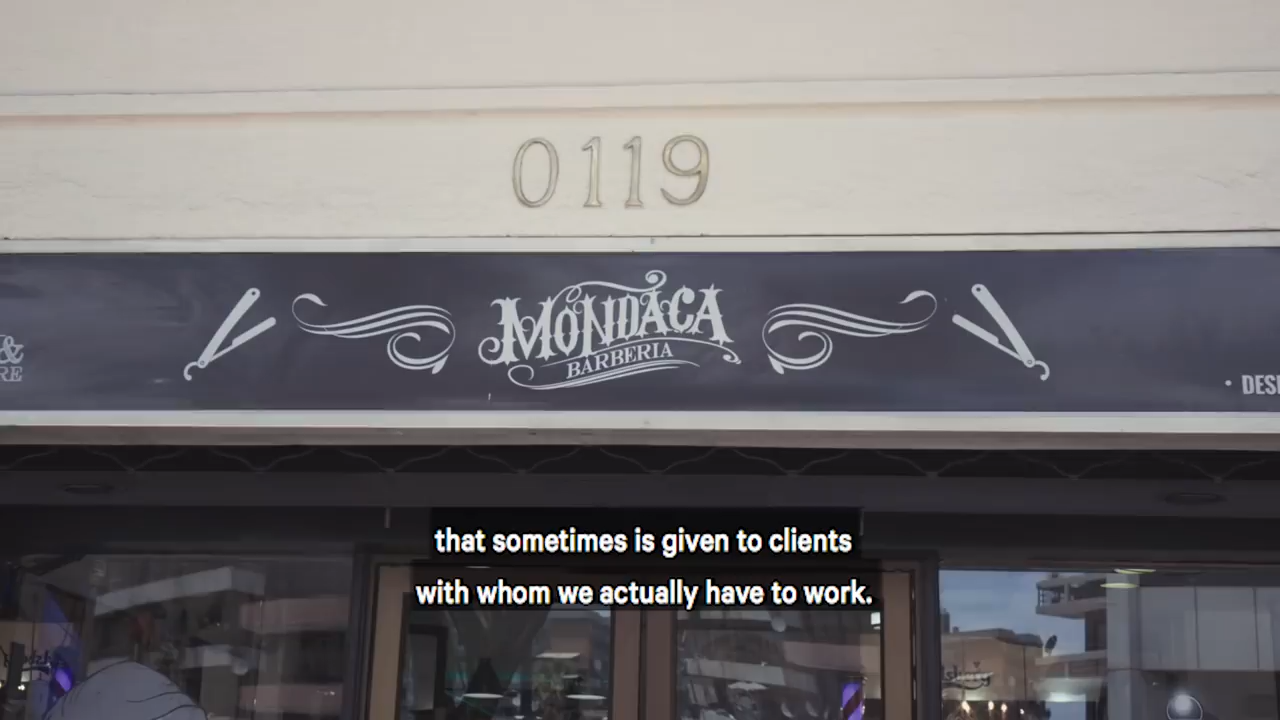 0119
&
RE
MONDACA
BARBERIA
• DESI
that sometimes is given to clients
with whom we actually have to work.